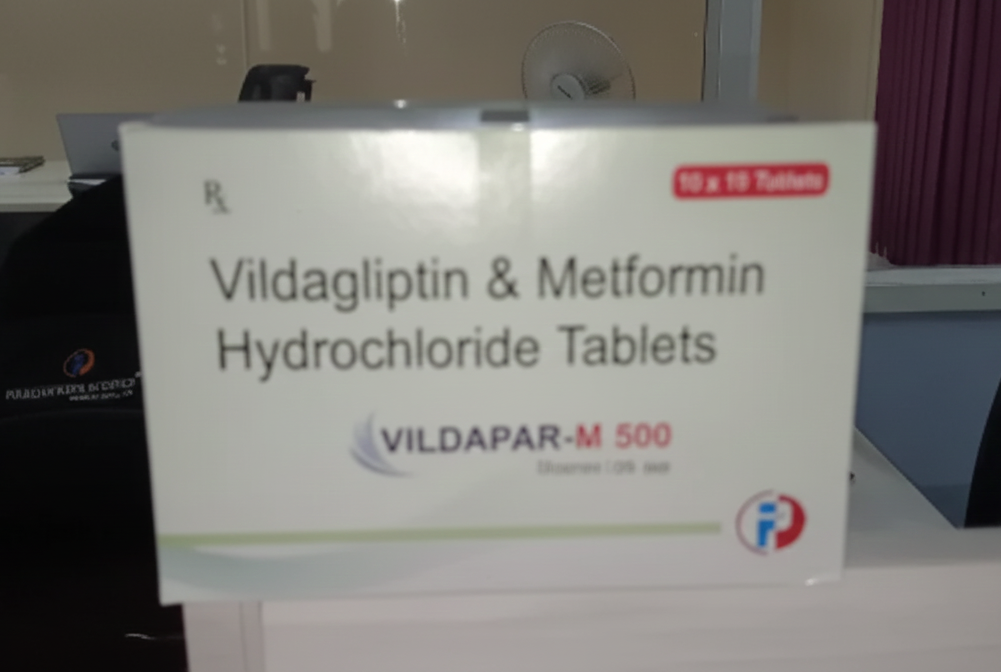 Rx
10 x 15 Tablets
Vildagliptin & Metformin
Hydrochloride Tablets
VILDAPAR-M 500